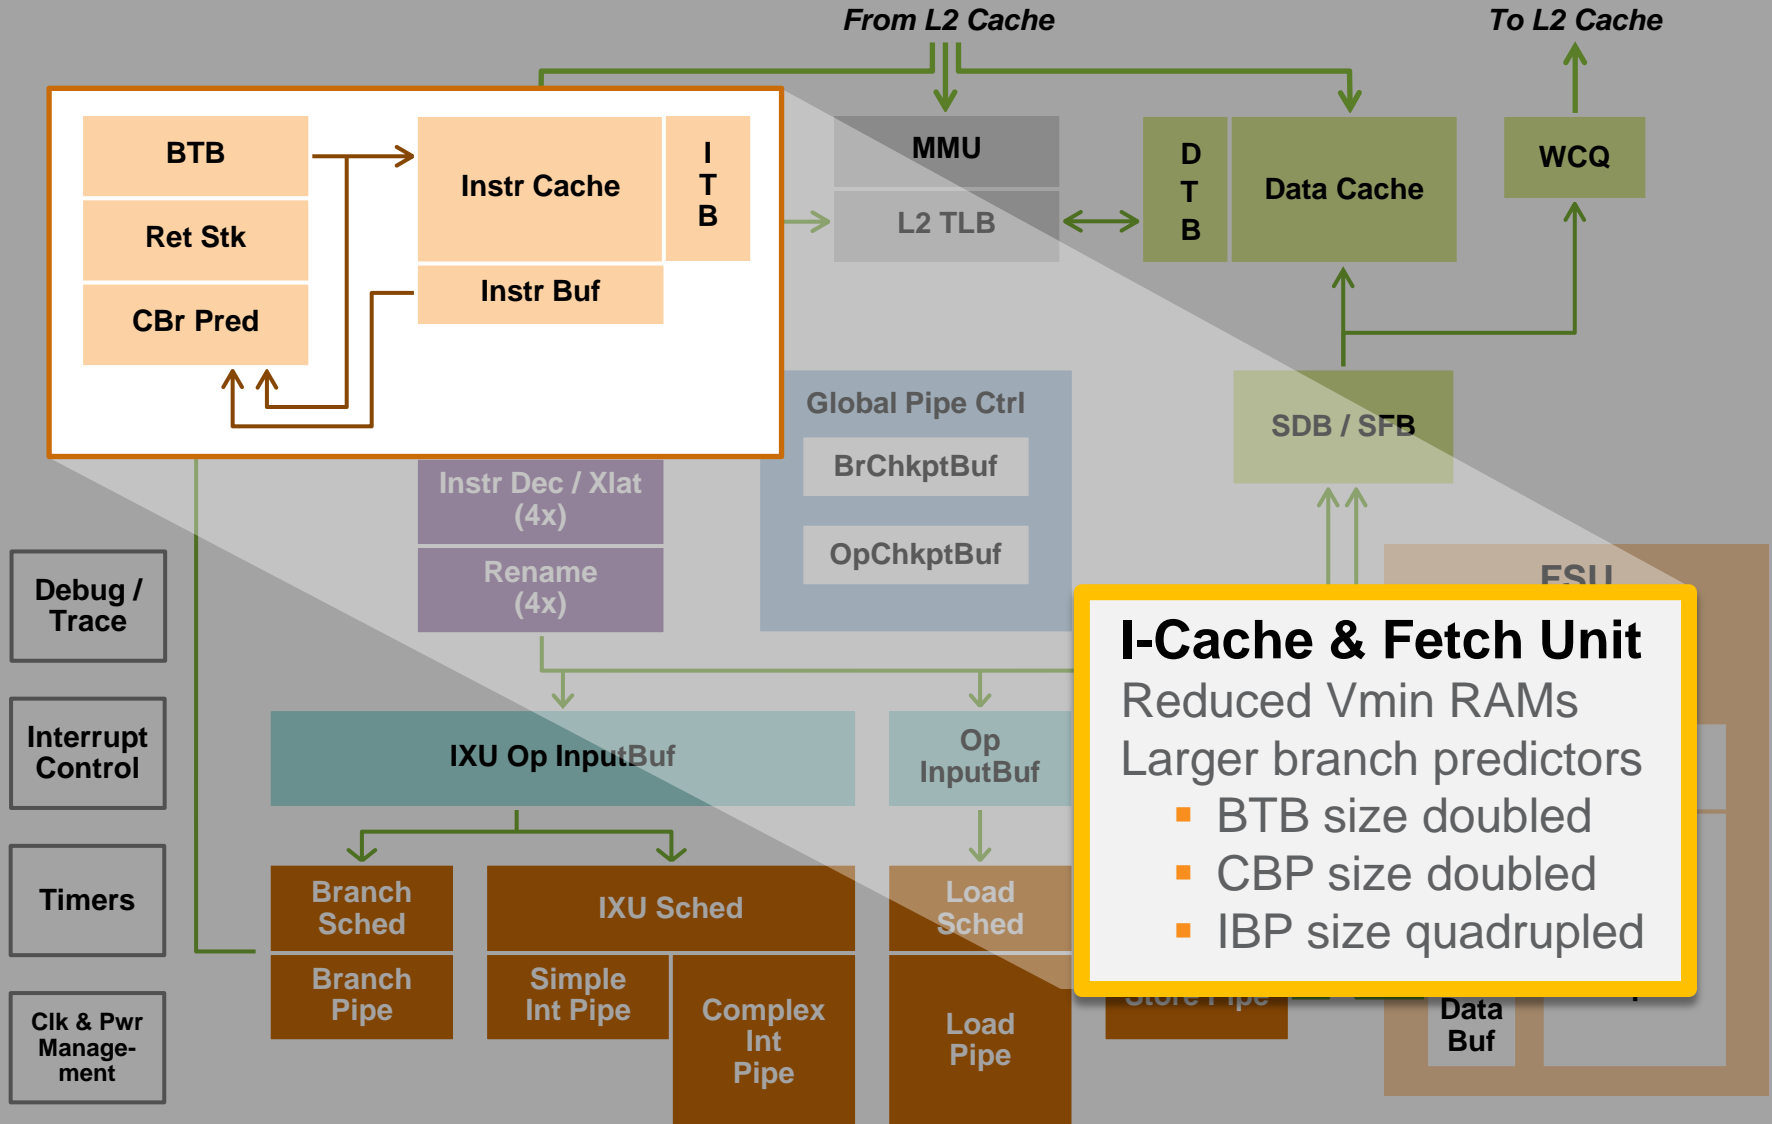 From L2 Cache
To L2 Cache
BTB
Ret Stk
CBr Pred
Instr Cache
I
T
B
Instr Buf
MMU
L2 TLB
D
T
B
Data Cache
WCQ
Global Pipe Ctrl
BrChkptBuf
OpChkptBuf
SDB / SFB
Instr Dec / Xlat
(4x)
Rename
(4x)
Debug /
Trace
Interrupt
Control
Timers
Clk & Pwr
Manage-
ment
IXU Op InputBuf
Op
InputBuf
Branch
Sched
IXU Sched
Load
Sched
Branch
Pipe
Simple
Int Pipe
Complex
Int
Pipe
Load
Pipe
Store Pipe
Data
Buf
I-Cache & Fetch Unit
Reduced Vmin RAMs
Larger branch predictors
▪ BTB size doubled
▪ CBP size doubled
▪ IBP size quadrupled